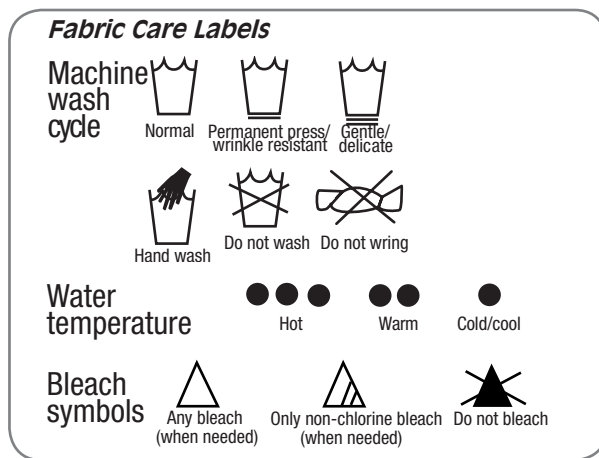 Fabric Care Labels
Machine
wash
cycle
Normal
Permanent press/
wrinkle resistant
Gentle/
delicate
Hand wash
Do not wash
Do not wring
Water
temperature
Hot
Warm
Cold/cool
Bleach
symbols
Any bleach
(when needed)
Only non-chlorine bleach
(when needed)
Do not bleach